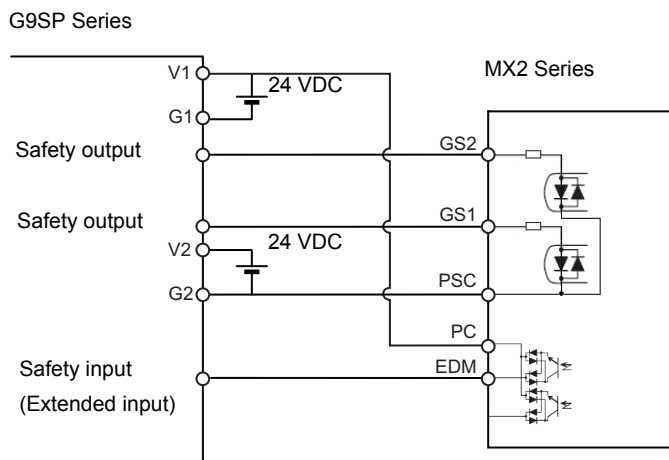 G9SP Series
MX2 Series
V1
24 VDC
G1
Safety output
GS2
Safety output
GS1
V2
24 VDC
G2
PSC
PC
Safety input
(Extended input)
EDM